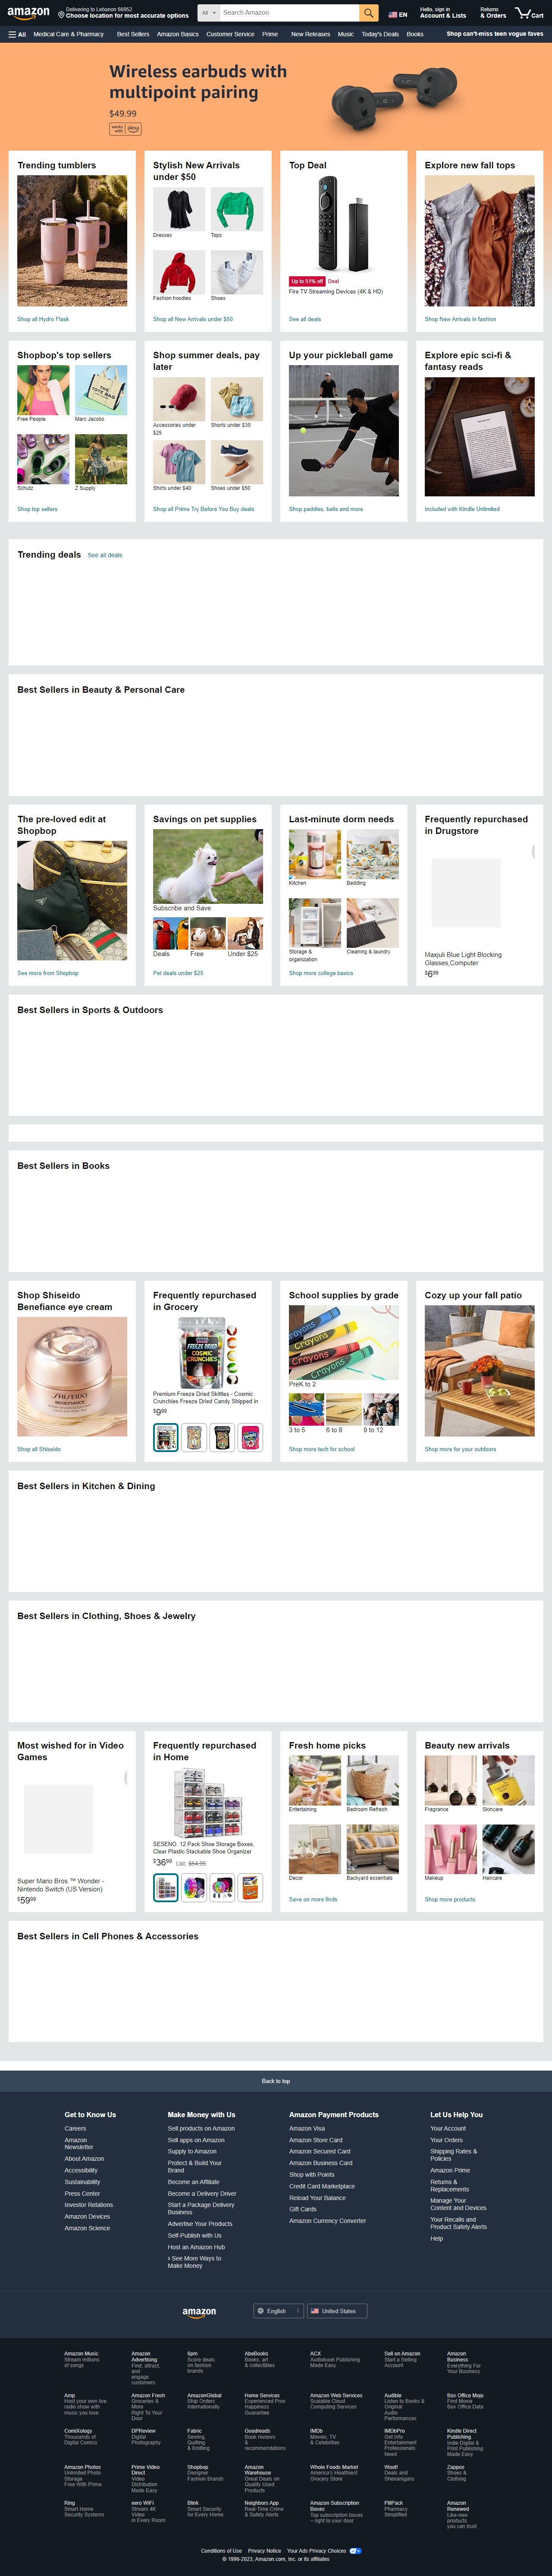 amazon
Delivering to Lebanon 66952
Choose location for most accurate options
All
Search Amazon
EN
Hello, sign in
Account & Lists
Returns
& Orders
Cart
All
Medical Care & Pharmacy
Best Sellers
Amazon Basics
Customer Service
Prime
New Releases
Music
Today's Deals
Books
Shop can't-miss teen vogue faves
Wireless earbuds with
multipoint pairing
$49.99
works with alexa
Trending tumblers
Shop all Hydro Flask
Stylish New Arrivals
under $50
Dresses
Tops
Fashion hoodies
Shoes
Shop all New Arrivals under $50
Top Deal
Up to 51% off
Deal
Fire TV Streaming Devices (4K & HD)
See all deals
Explore new fall tops
Shop New Arrivals in fashion
Shopbop's top sellers
Free People
Marc Jacobs
Schutz
Z Supply
Shop top sellers
Shop summer deals, pay
later
Accessories under
$25
Shorts under $30
Shirts under $40
Shoes under $50
Shop all Prime Try Before You Buy deals
Up your pickleball game
Shop paddles, balls and more
Explore epic sci-fi &
fantasy reads
Included with Kindle Unlimited
Trending deals
See all deals
Best Sellers in Beauty & Personal Care
The pre-loved edit at
Shopbop
See more from Shopbop
Savings on pet supplies
Subscribe and Save
Deals
Free
Under $25
Pet deals under $25
Last-minute dorm needs
Kitchen
Bedding
Storage &
organization
Cleaning & laundry
Shop more college basics
Frequently repurchased
in Drugstore
Maxjuli Blue Light Blocking
Glasses,Computer
$6.99
Best Sellers in Sports & Outdoors
Best Sellers in Books
Shop Shiseido
Benefiance eye cream
SHISEIDO
BENEFIANCE
Shop all Shiseido
Frequently repurchased
in Grocery
FREEZE DRIED
COSMIC
CRUNCHIES
Premium Freeze Dried Skittles - Cosmic
Crunchies Freeze Dried Candy Shipped in
$9.99
School supplies by grade
Crayons
Crayons
Crayons
Crayons
PreK to 2
3 to 5
6 to 8
9 to 12
Shop more tech for school
Cozy up your fall patio
Shop more for your outdoors
Best Sellers in Kitchen & Dining
Best Sellers in Clothing, Shoes & Jewelry
Most wished for in Video
Games
Super Mario Bros.™ Wonder -
Nintendo Switch (US Version)
$59.99
Frequently repurchased
in Home
SESENO. 12 Pack Shoe Storage Boxes,
Clear Plastic Stackable Shoe Organizer
$36.99
List: $54.99
Fresh home picks
Entertaining
Bedroom Refresh
Decor
Backyard essentials
Save on more finds
Beauty new arrivals
Fragrance
Skincare
Makeup
Haircare
Shop more products
Best Sellers in Cell Phones & Accessories
Back to top
Get to Know Us
Careers
Amazon
Newsletter
About Amazon
Accessibility
Sustainability
Press Center
Investor Relations
Amazon Devices
Amazon Science
Make Money with Us
Sell products on Amazon
Sell apps on Amazon
Supply to Amazon
Protect & Build Your
Brand
Become an Affiliate
Become a Delivery Driver
Start a Package Delivery
Business
Advertise Your Products
Self-Publish with Us
Host an Amazon Hub
› See More Ways to
Make Money
Amazon Payment Products
Amazon Visa
Amazon Store Card
Amazon Secured Card
Amazon Business Card
Shop with Points
Credit Card Marketplace
Reload Your Balance
Gift Cards
Amazon Currency Converter
Let Us Help You
Your Account
Your Orders
Shipping Rates &
Policies
Amazon Prime
Returns &
Replacements
Manage Your
Content and Devices
Your Recalls and
Product Safety Alerts
Help
amazon
English
United States
Amazon Music
Stream millions
of songs
Amazon
Advertising
Find, attract,
and
engage
customers
6pm
Score deals
on fashion
brands
AbeBooks
Books, art
& collectibles
ACX
Audiobook Publishing
Made Easy
Sell on Amazon
Start a Selling
Account
Amazon
Business
Everything For
Your Business
Amp
Host your own live
radio show with
music you love
Amazon Fresh
Groceries &
More
Right To Your
Door
AmazonGlobal
Ship Orders
Internationally
Home Services
Experienced Pros
Happiness
Guarantee
Amazon Web Services
Scalable Cloud
Computing Services
Audible
Listen to Books &
Original
Audio
Performances
Box Office Mojo
Find Movie
Box Office Data
ComiXology
Thousands of
Digital Comics
DPReview
Digital
Photography
Fabric
Sewing,
Quilting
& Knitting
Goodreads
Book reviews
&
recommendations
IMDb
Movies, TV
& Celebrities
IMDbPro
Get Info
Entertainment
Professionals
Need
Kindle Direct
Publishing
Indie Digital &
Print Publishing
Made Easy
Amazon Photos
Unlimited Photo
Storage
Free With Prime
Prime Video
Direct
Video
Distribution
Made Easy
Shopbop
Designer
Fashion Brands
Amazon
Warehouse
Great Deals on
Quality Used
Products
Whole Foods Market
America's Healthiest
Grocery Store
Woot!
Deals and
Shenanigans
Zappos
Shoes &
Clothing
Ring
Smart Home
Security Systems
eero WiFi
Stream 4K
Video
in Every Room
Blink
Smart Security
for Every Home
Neighbors App
Real-Time Crime
& Safety Alerts
Amazon Subscription
Boxes
Top subscription boxes
– right to your door
PillPack
Pharmacy
Simplified
Amazon
Renewed
Like-new
products
you can trust
Conditions of Use
Privacy Notice
Your Ads Privacy Choices
© 1996-2023, Amazon.com, Inc. or its affiliates